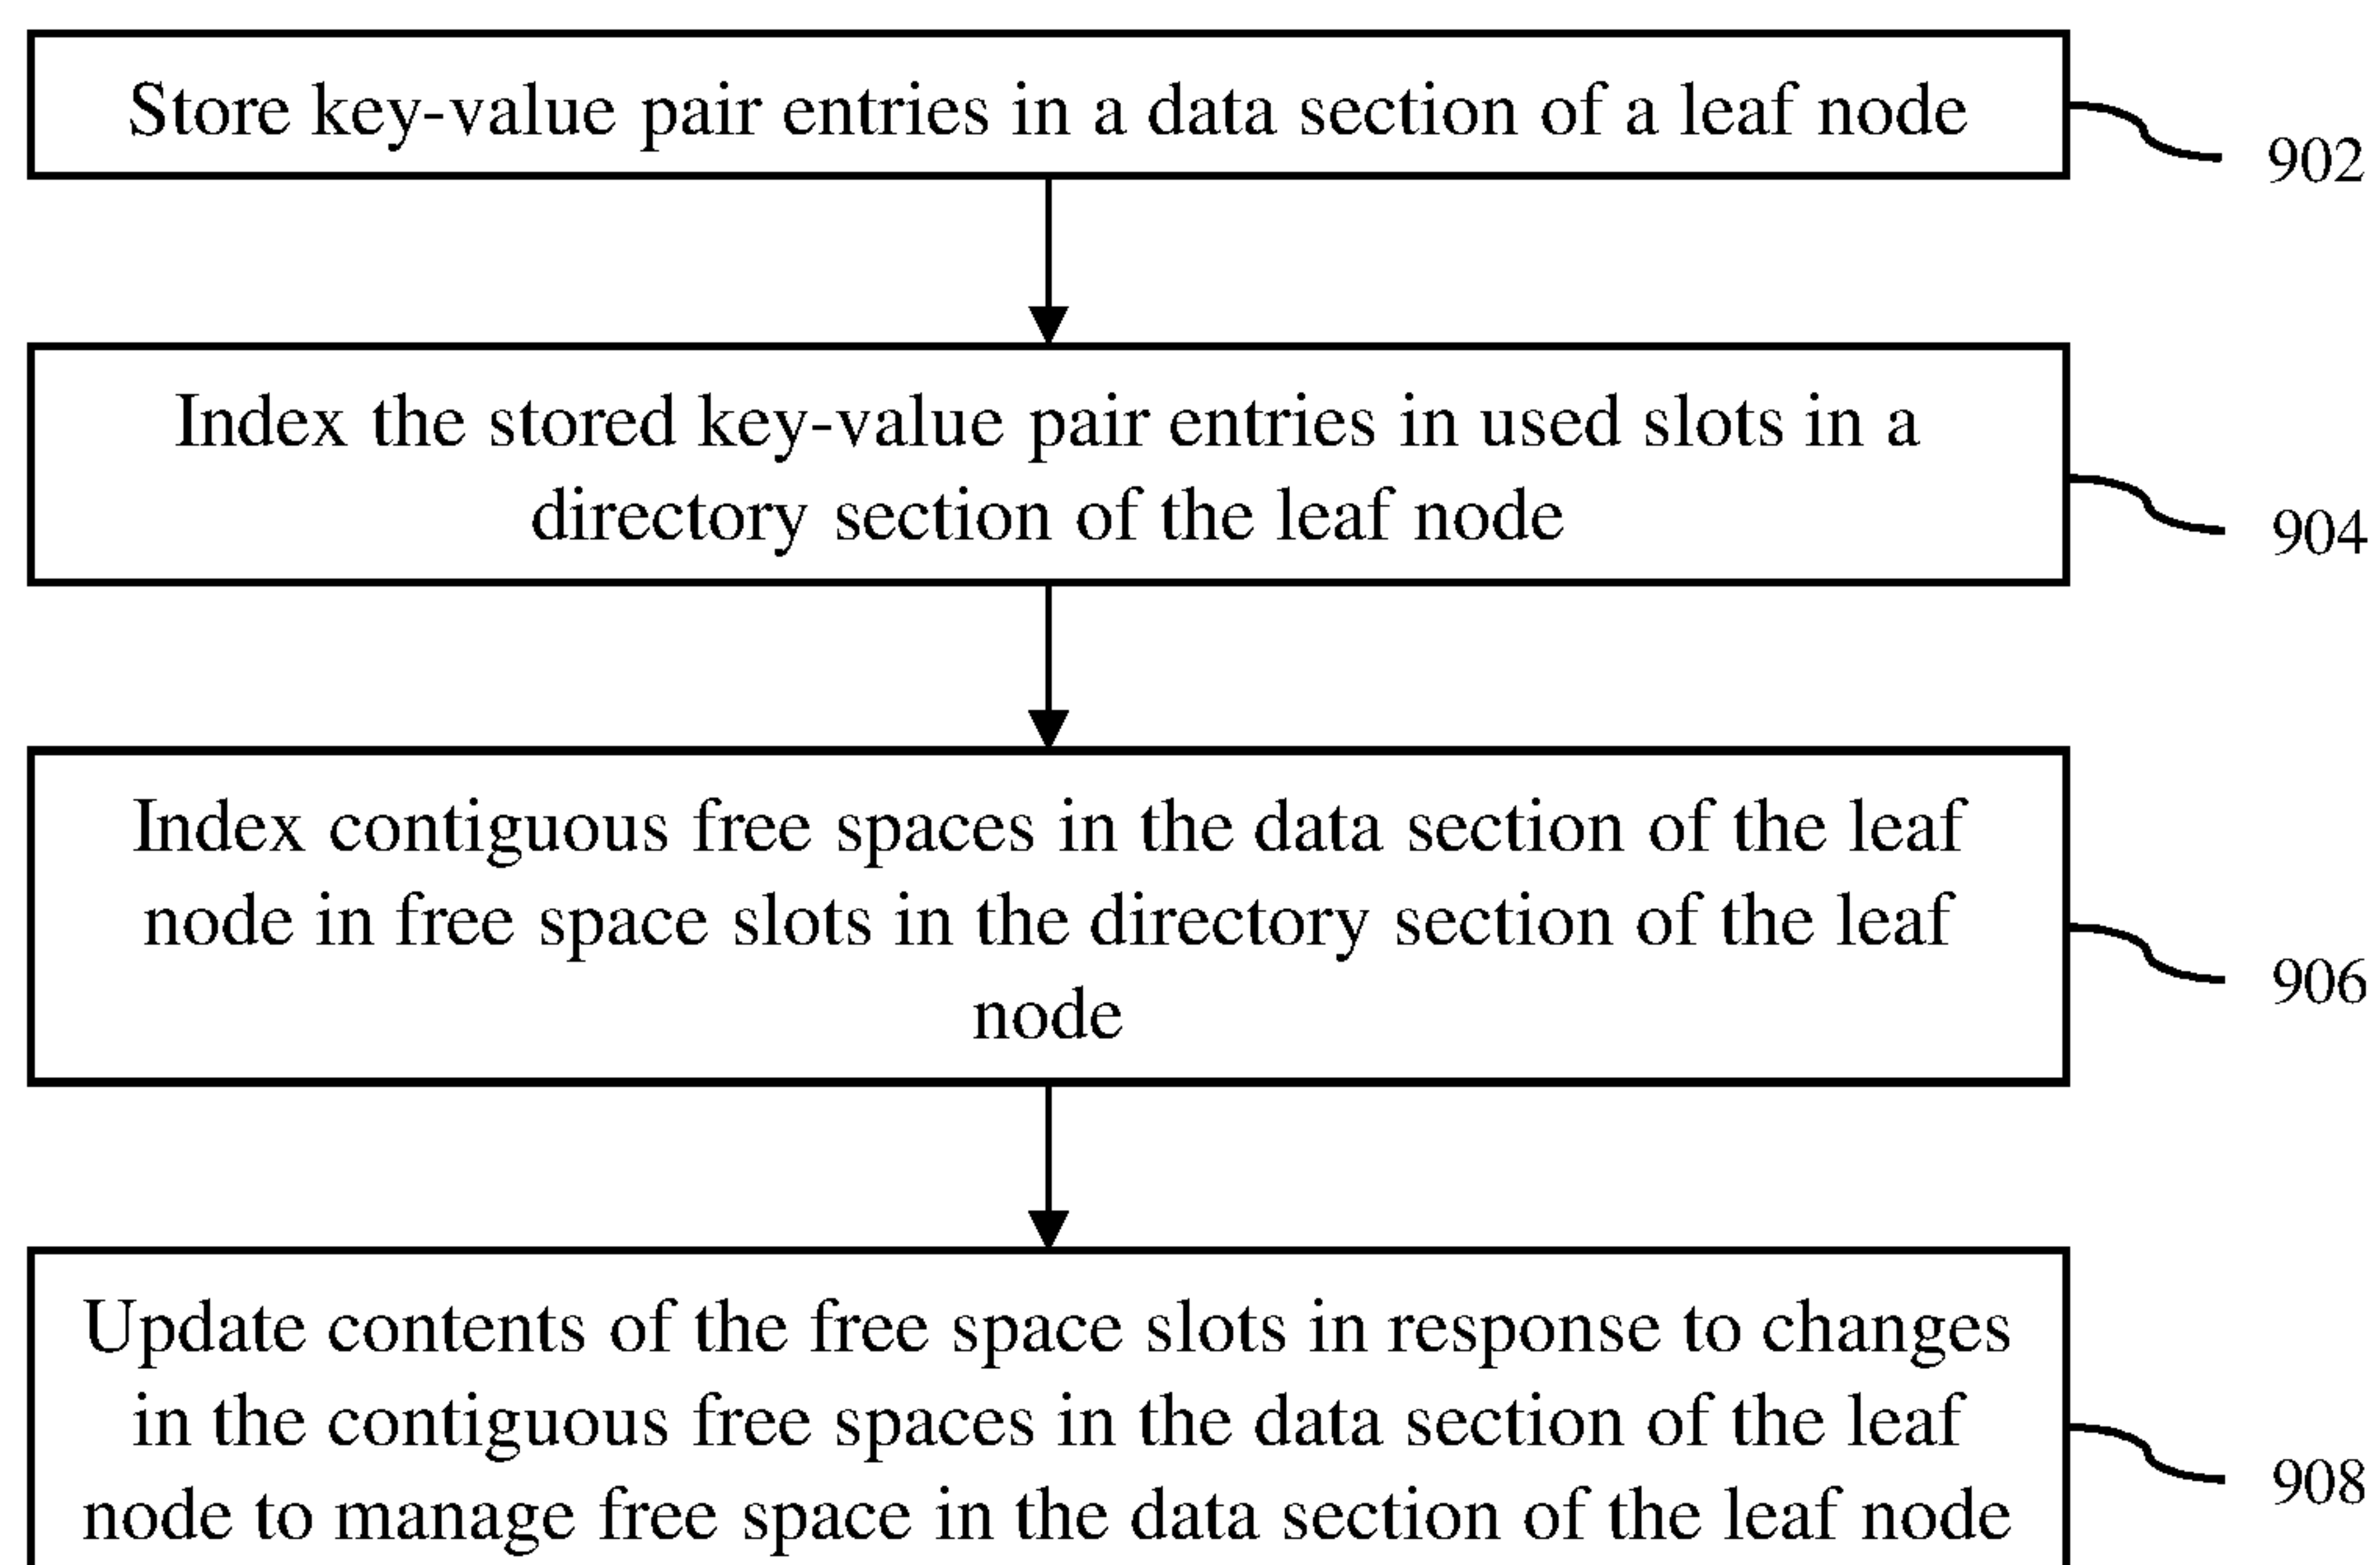 Store key-value pair entries in a data section of a leaf node
902
Index the stored key-value pair entries in used slots in a
directory section of the leaf node
904
Index contiguous free spaces in the data section of the leaf
node in free space slots in the directory section of the leaf
node
906
Update contents of the free space slots in response to changes
in the contiguous free spaces in the data section of the leaf
node to manage free space in the data section of the leaf node
908